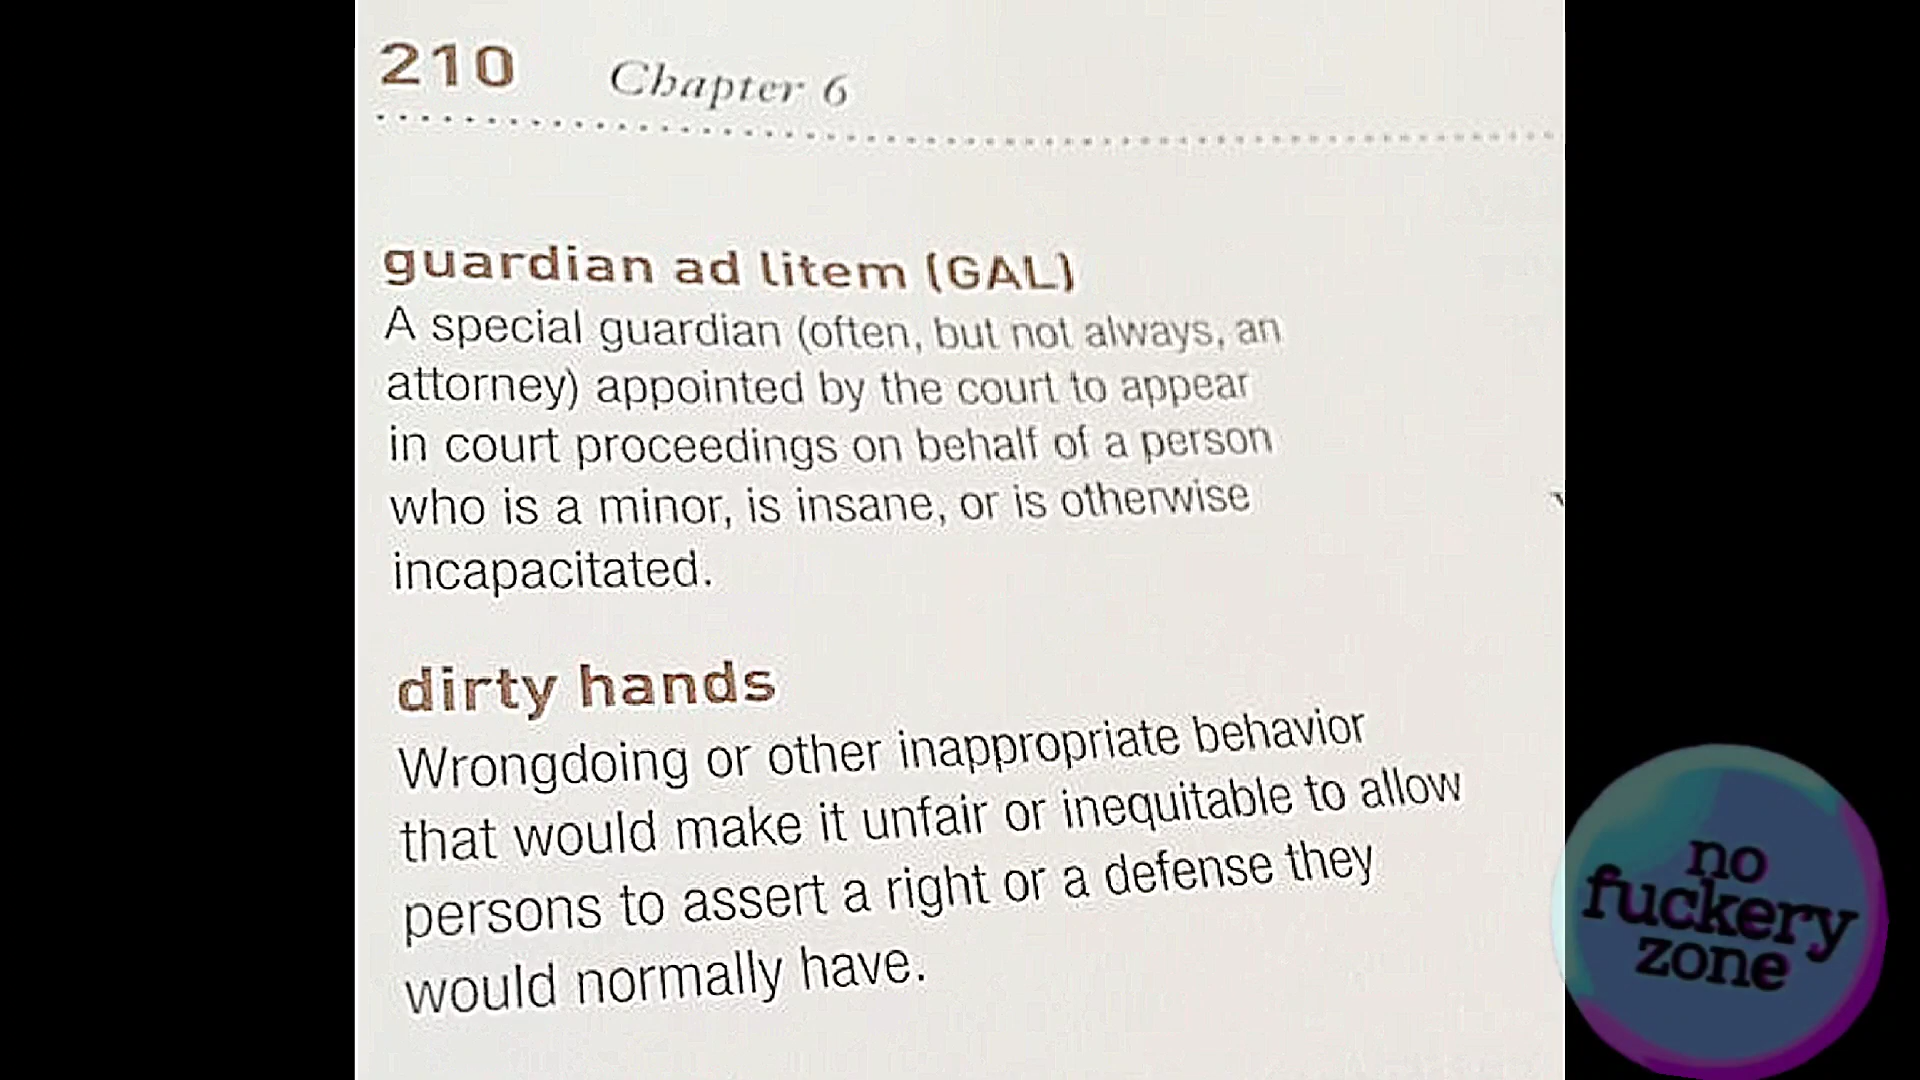 210 Chapter 6
guardian ad litem (GAL)
A special guardian (often, but not always, an
attorney) appointed by the court to appear
in court proceedings on behalf of a person
who is a minor, is insane, or is otherwise
incapacitated.
dirty hands
Wrongdoing or other inappropriate behavior
that would make it unfair or inequitable to allow
persons to assert a right or a defense they
would normally have.
no
fuckery
zone